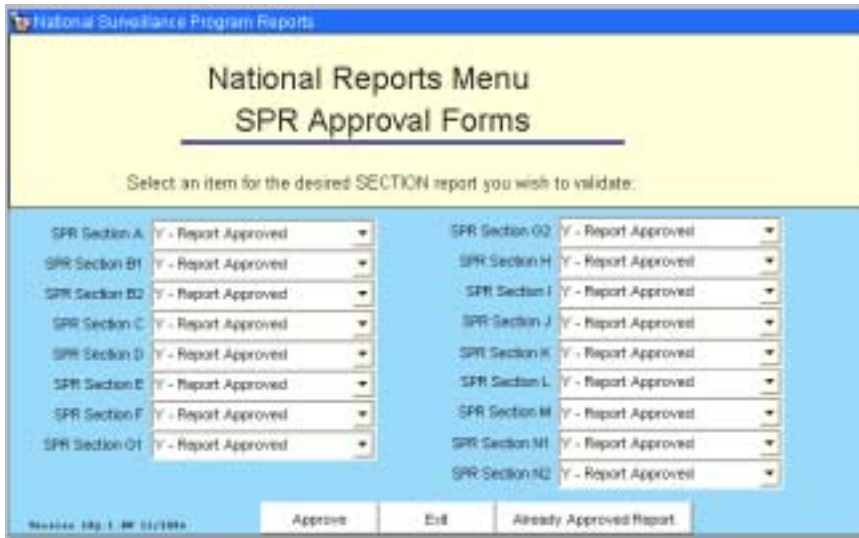 National Surveillance Program Reports
National Reports Menu
SPR Approval Forms
Select an item for the desired SECTION report you wish to validate:
SPR Section A Y - Report Approved
SPR Section B1 Y - Report Approved
SPR Section B2 Y - Report Approved
SPR Section C Y - Report Approved
SPR Section D Y - Report Approved
SPR Section E Y - Report Approved
SPR Section F Y - Report Approved
SPR Section G1 Y - Report Approved
SPR Section G2 Y - Report Approved
SPR Section H Y - Report Approved
SPR Section I Y - Report Approved
SPR Section J Y - Report Approved
SPR Section K Y - Report Approved
SPR Section L Y - Report Approved
SPR Section M Y - Report Approved
SPR Section N1 Y - Report Approved
SPR Section N2 Y - Report Approved
Version
Approve
Exit
Already Approved Report